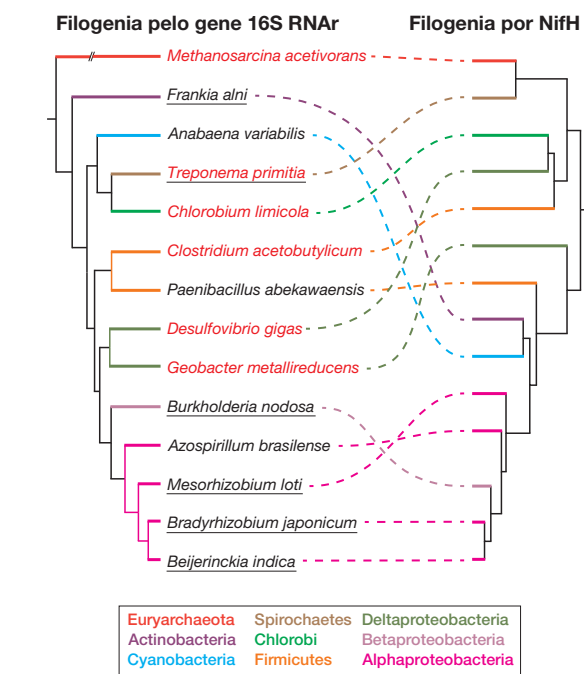 Filogenia pelo gene 16S RNAr Filogenia por NifH
Methanosarcina acetivorans
Frankia alni
Anabaena variabilis
Treponema primitia
Chlorobium limicola
Clostridium acetobutylicum
Paenibacillus abekawaensis
Desulfovibrio gigas
Geobacter metallireducens
Burkholderia nodosa
Azospirillum brasilense
Mesorhizobium loti
Bradyrhizobium japonicum
Beijerinckia indica
Euryarchaeota Spirochaetes Deltaproteobacteria
Actinobacteria Chlorobi Betaproteobacteria
Cyanobacteria Firmicutes Alphaproteobacteria